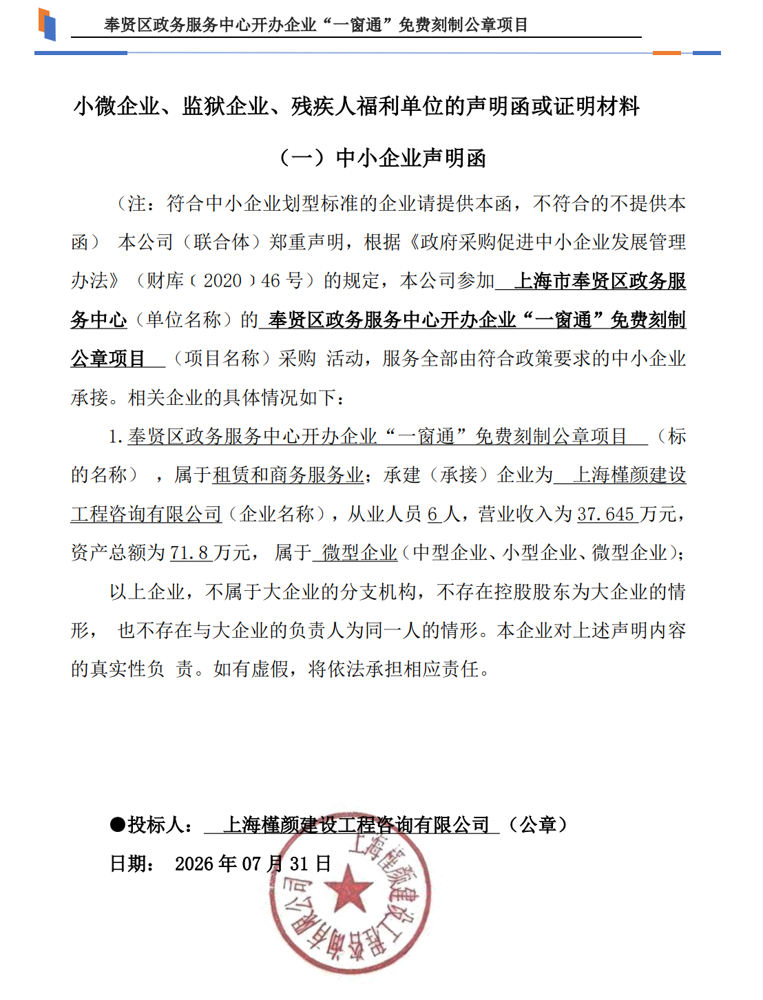 奉贤区政务服务中心开办企业“一窗通”免费刻制公章项目
小微企业、监狱企业、残疾人福利单位的声明函或证明材料
（一）中小企业声明函
（注：符合中小企业划型标准的企业请提供本函，不符合的不提供本
函） 本公司（联合体）郑重声明，根据《政府采购促进中小企业发展管理
办法》（财库﹝2020﹞46 号）的规定，本公司参加 上海市奉贤区政务服
务中心（单位名称）的 奉贤区政务服务中心开办企业“一窗通”免费刻制
公章项目 （项目名称）采购 活动，服务全部由符合政策要求的中小企业
承接。相关企业的具体情况如下：
1.奉贤区政务服务中心开办企业“一窗通”免费刻制公章项目 （标
的名称） ，属于租赁和商务服务业；承建（承接）企业为 上海槿颜建设
工程咨询有限公司（企业名称），从业人员 6 人，营业收入为 37.645 万元，
资产总额为 71.8 万元， 属于 微型企业（中型企业、小型企业、微型企业）；
以上企业，不属于大企业的分支机构，不存在控股股东为大企业的情
形， 也不存在与大企业的负责人为同一人的情形。本企业对上述声明内容
的真实性负 责。如有虚假，将依法承担相应责任。
●投标人： 上海槿颜建设工程咨询有限公司 （公章）
日期： 2026 年 07 月 31 日
上海槿颜建设工程咨询有限公司